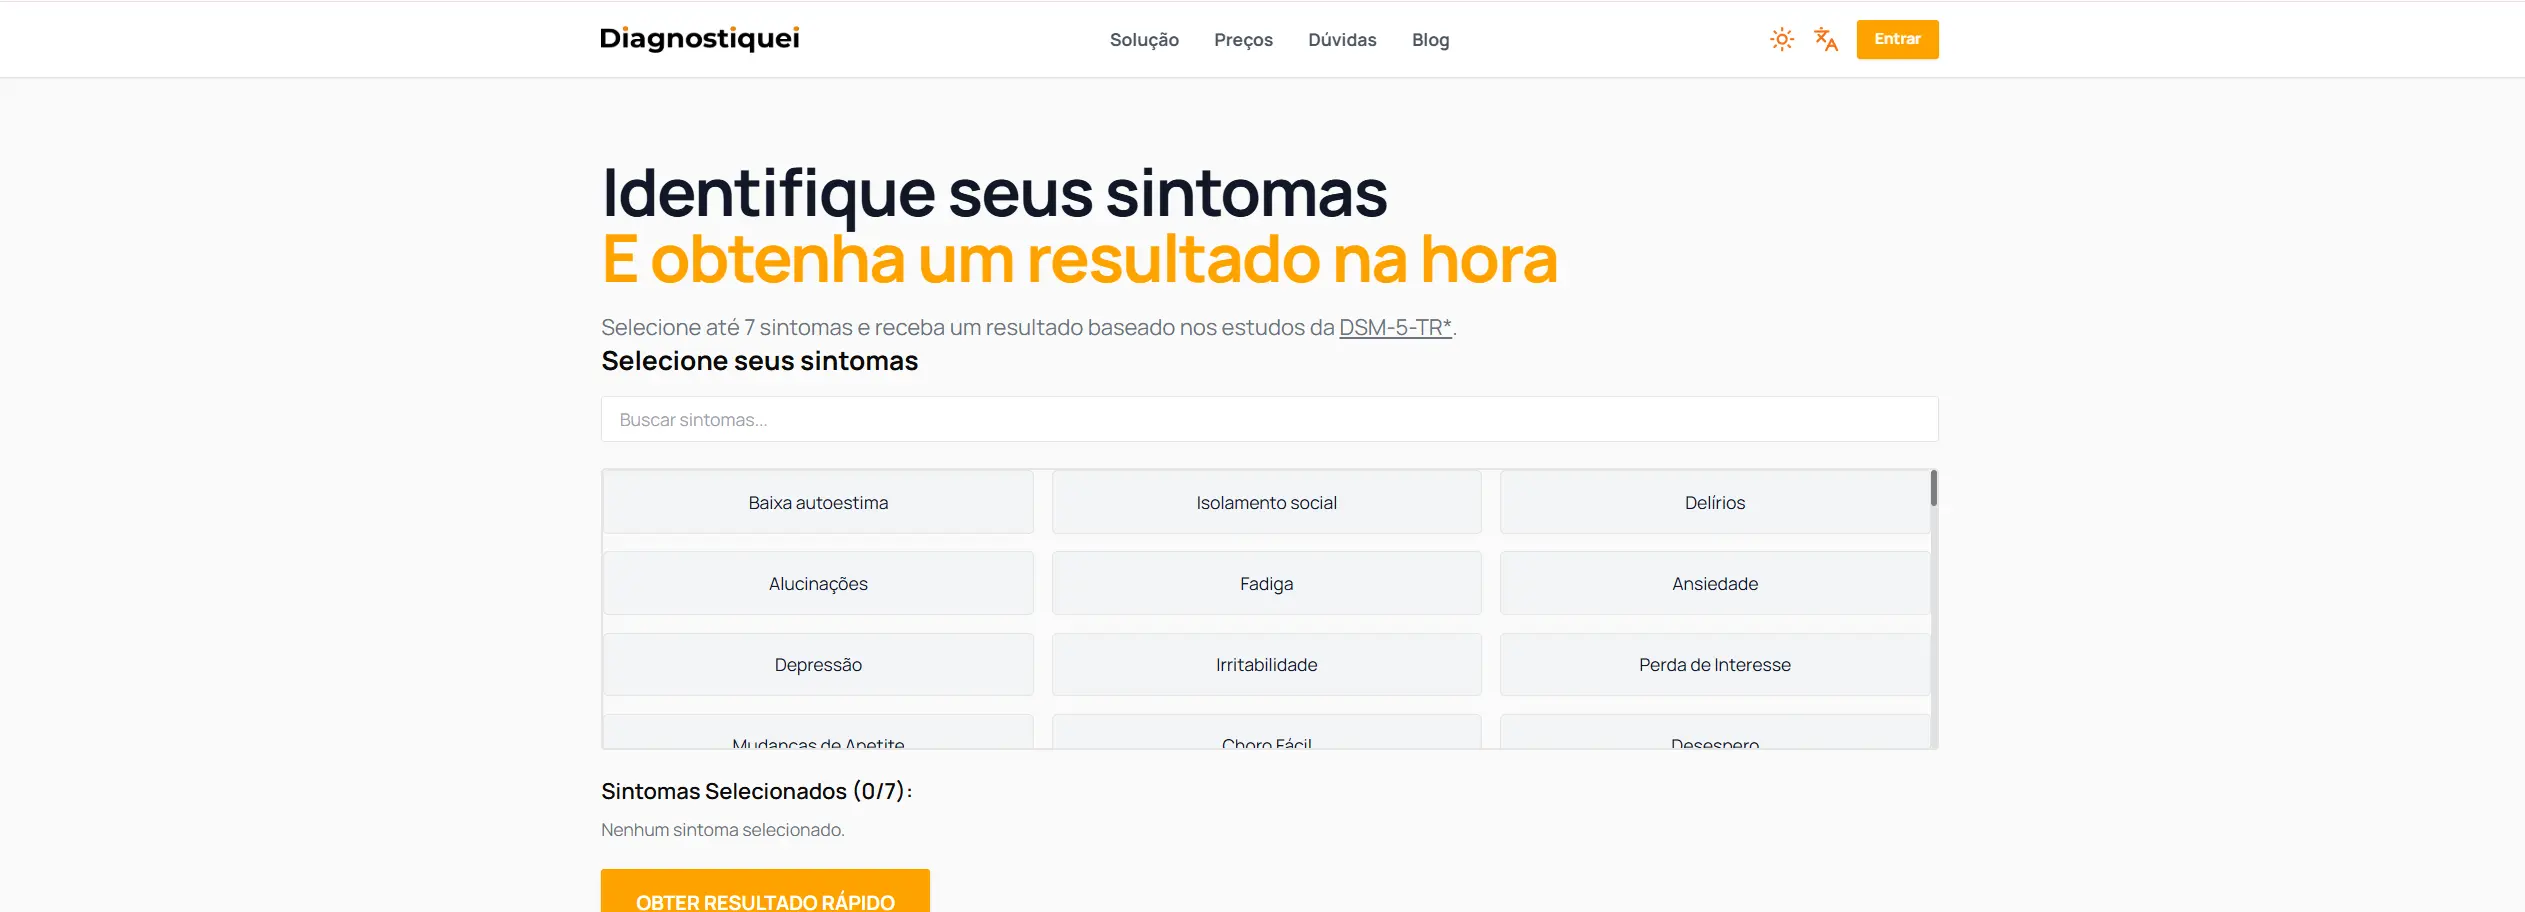 Diagnostiquei
Solução Preços Dúvidas Blog
Entrar
Identifique seus sintomas
E obtenha um resultado na hora
Selecione até 7 sintomas e receba um resultado baseado nos estudos da DSM-5-TR*.
Selecione seus sintomas
Buscar sintomas...
Baixa autoestima Isolamento social Delírios
Alucinações Fadiga Ansiedade
Depressão Irritabilidade Perda de Interesse
Mudanças de Apetite Choro Fácil Desespero
Sintomas Selecionados (0/7):
Nenhum sintoma selecionado.
OBTER RESULTADO RÁPIDO